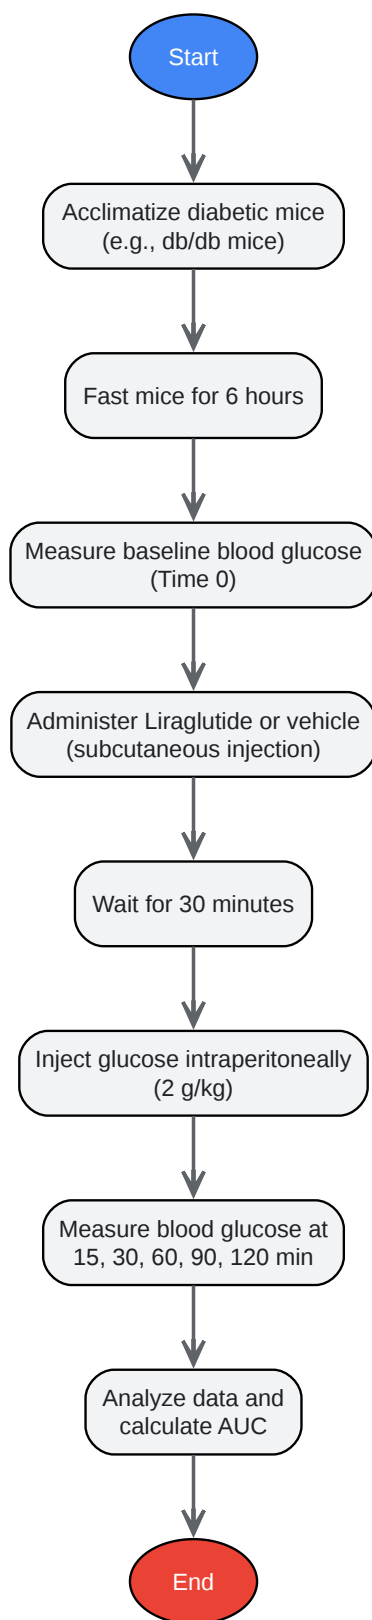 Start
Acclimatize diabetic mice
(e.g., db/db mice)
Fast mice for 6 hours
Measure baseline blood glucose
(Time 0)
Administer Liraglutide or vehicle
(subcutaneous injection)
Wait for 30 minutes
Inject glucose intraperitoneally
(2 g/kg)
Measure blood glucose at
15, 30, 60, 90, 120 min
Analyze data and
calculate AUC
End